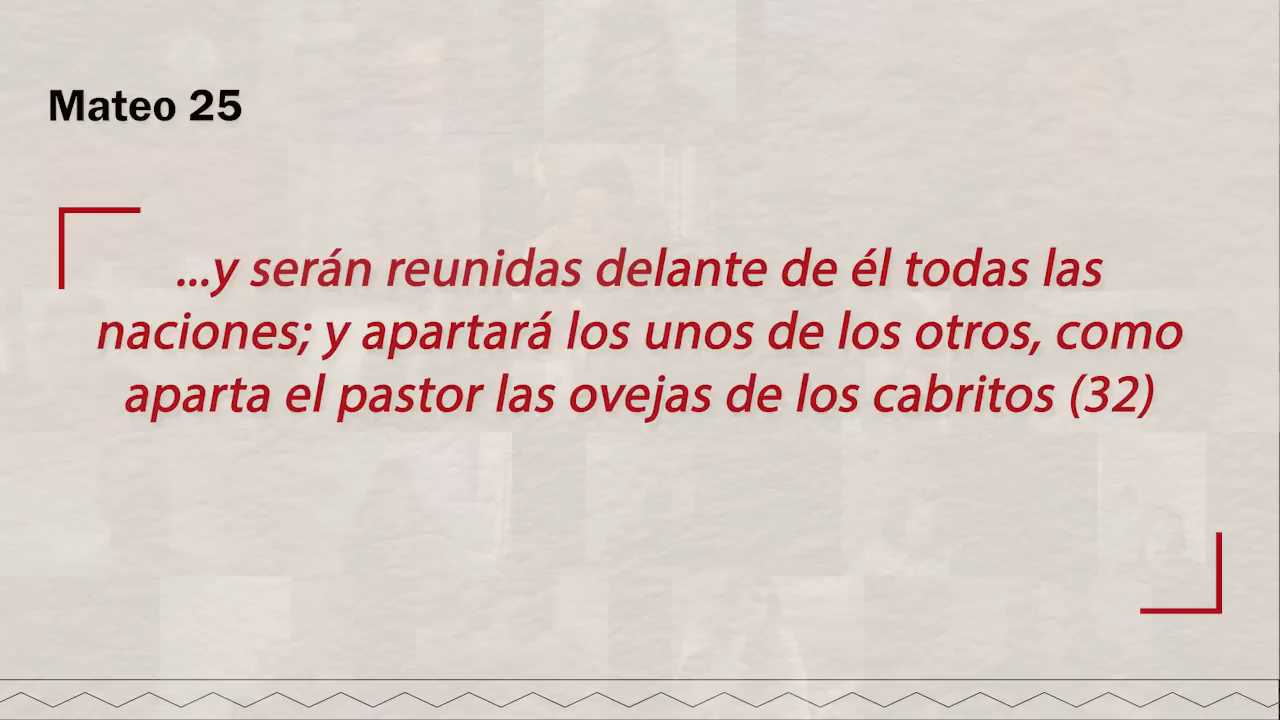 Mateo 25
...y serán reunidas delante de él todas las
naciones; y apartará los unos de los otros, como
aparta el pastor las ovejas de los cabritos (32)